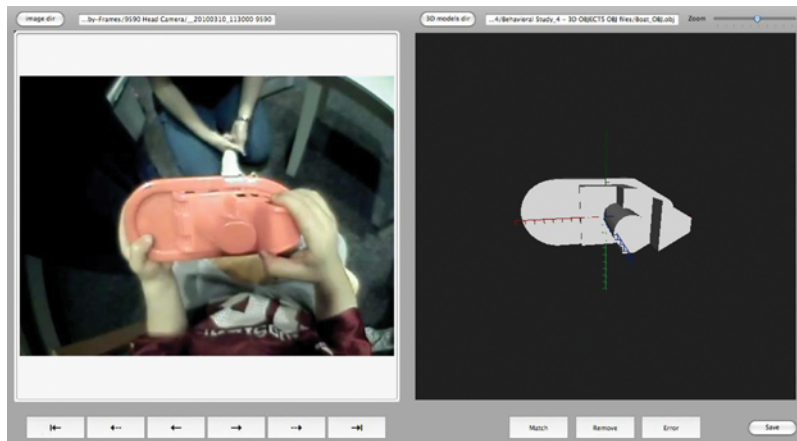 image dir
...by-Frames/9590 Head Camera/__20100310_113000 9590
3D models dir
...4/Behavioral Study_4 - 3D OBJECTS OBJ files/Boat_OBJ.obj
Zoom
Match
Remove
Error
Save